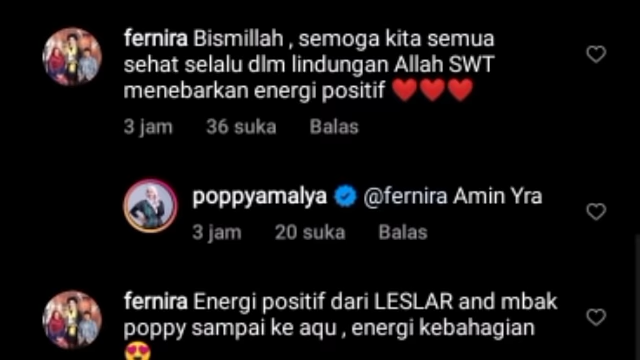 fernira Bismillah , semoga kita semua
sehat selalu dlm lindungan Allah SWT
menebarkan energi positif ❤️❤️❤️
3 jam 36 suka Balas
poppyamalya @fernira Amin Yra
3 jam 20 suka Balas
fernira Energi positif dari LESLAR and mbak
poppy sampai ke aqu , energi kebahagian
😍